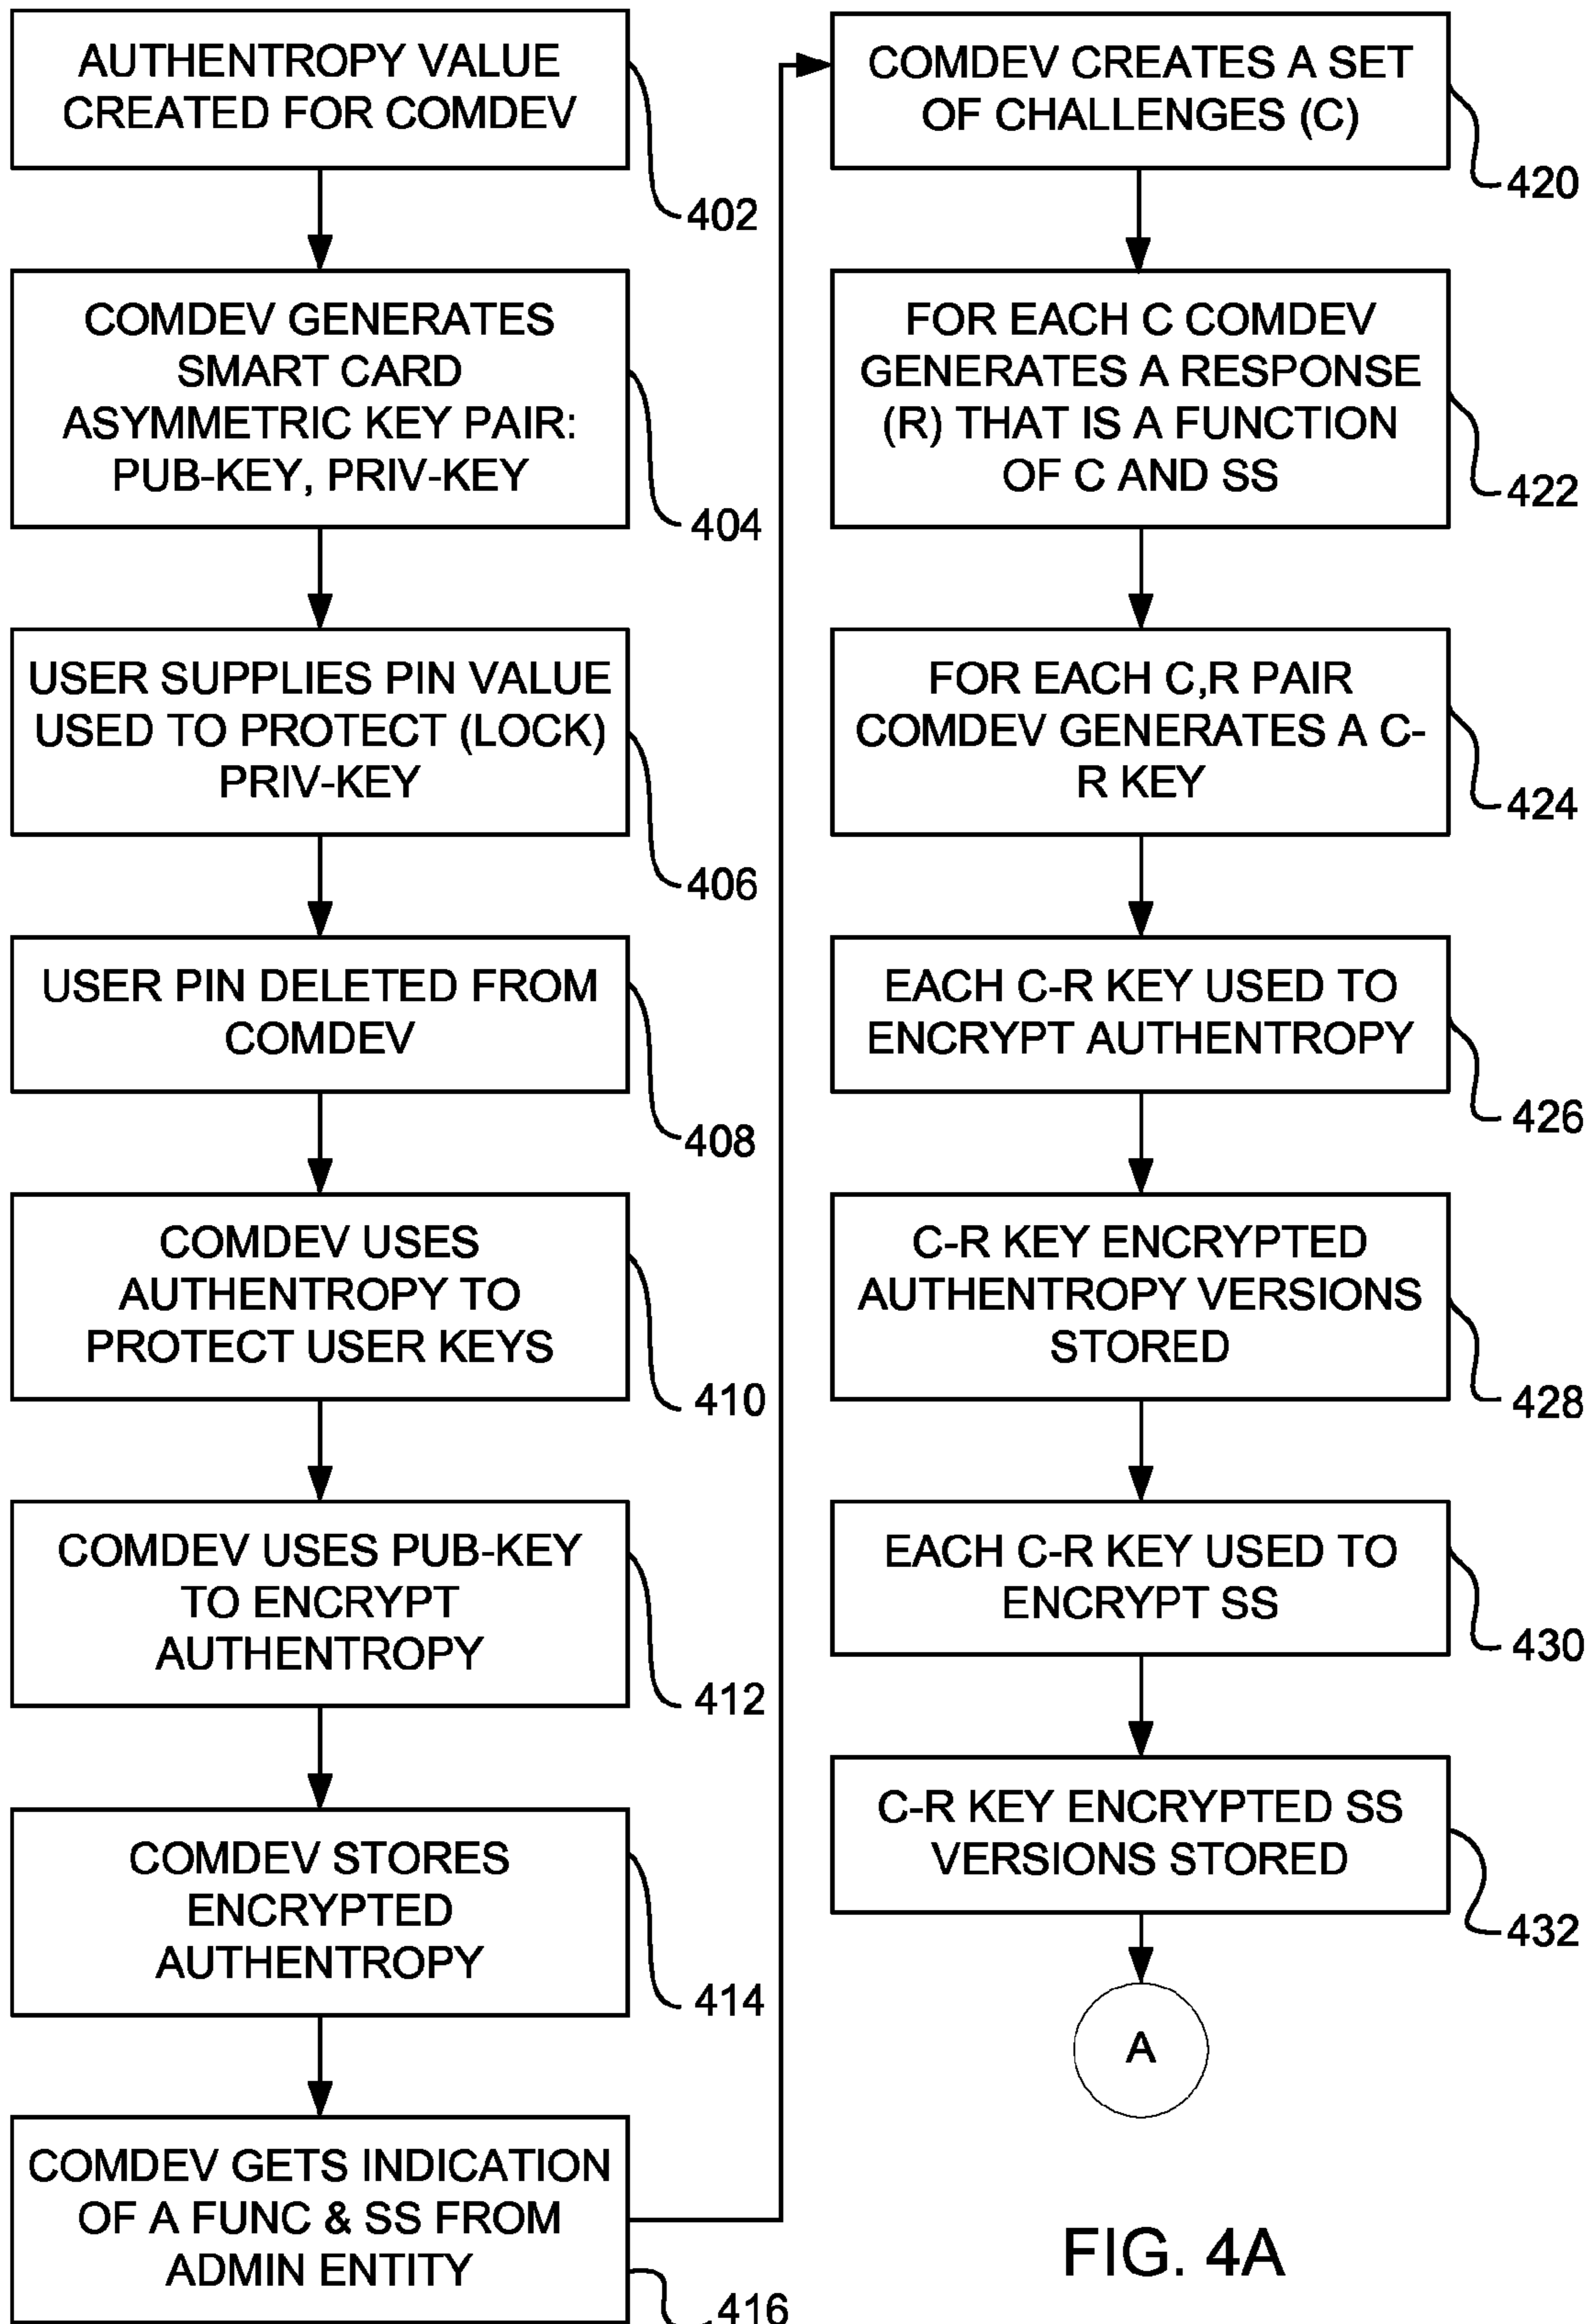 AUTHENTROPY VALUE
CREATED FOR COMDEV
402
COMDEV GENERATES
SMART CARD
ASYMMETRIC KEY PAIR:
PUB-KEY, PRIV-KEY
404
USER SUPPLIES PIN VALUE
USED TO PROTECT (LOCK)
PRIV-KEY
406
USER PIN DELETED FROM
COMDEV
408
COMDEV USES
AUTHENTROPY TO
PROTECT USER KEYS
410
COMDEV USES PUB-KEY
TO ENCRYPT
AUTHENTROPY
412
COMDEV STORES
ENCRYPTED
AUTHENTROPY
414
COMDEV GETS INDICATION
OF A FUNC & SS FROM
ADMIN ENTITY
416
COMDEV CREATES A SET
OF CHALLENGES (C)
420
FOR EACH C COMDEV
GENERATES A RESPONSE
(R) THAT IS A FUNCTION
OF C AND SS
422
FOR EACH C,R PAIR
COMDEV GENERATES A C-
R KEY
424
EACH C-R KEY USED TO
ENCRYPT AUTHENTROPY
426
C-R KEY ENCRYPTED
AUTHENTROPY VERSIONS
STORED
428
EACH C-R KEY USED TO
ENCRYPT SS
430
C-R KEY ENCRYPTED SS
VERSIONS STORED
432
A
FIG. 4A